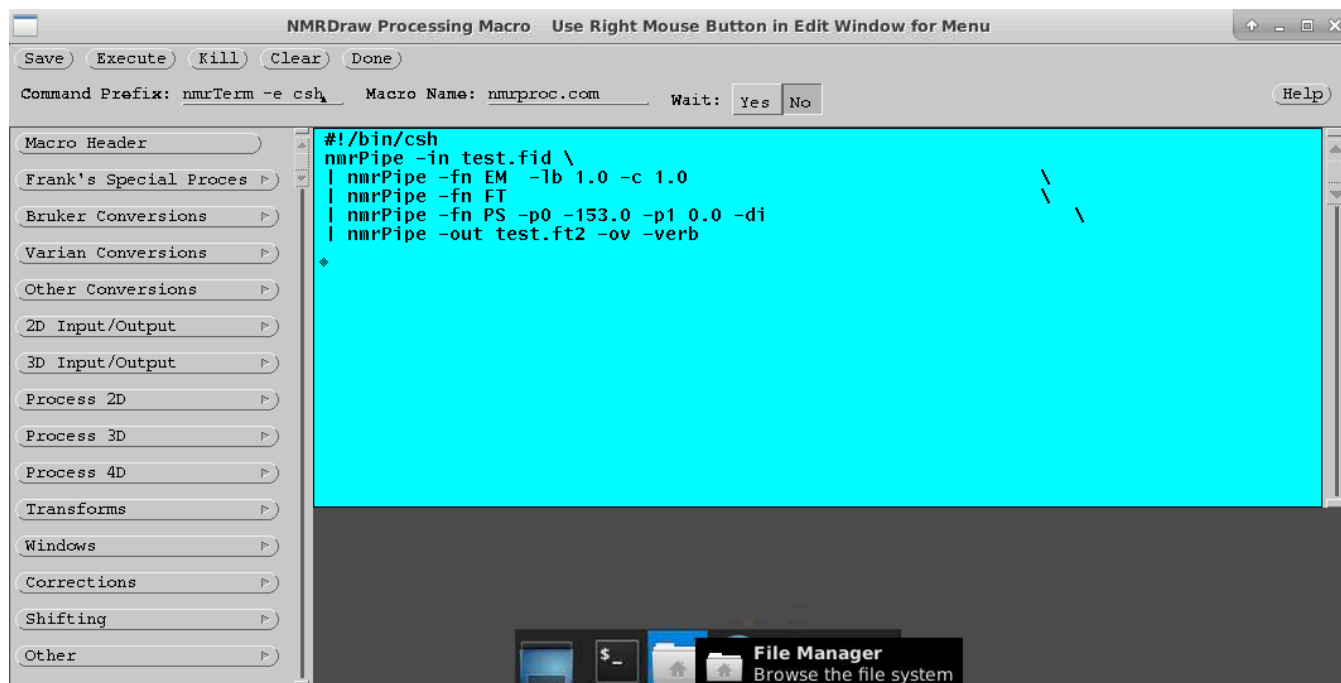 NMRDraw Processing Macro Use Right Mouse Button in Edit Window for Menu
Save Execute Kill Clear Done
Command Prefix: nmrTerm -e csh Macro Name: nmrproc.com Wait: Yes No Help
Macro Header
Frank's Special Proces
Bruker Conversions
Varian Conversions
Other Conversions
2D Input/Output
3D Input/Output
Process 2D
Process 3D
Process 4D
Transforms
Windows
Corrections
Shifting
Other
#!/bin/csh
nmrPipe -in test.fid \
| nmrPipe -fn EM -lb 1.0 -c 1.0 \
| nmrPipe -fn FT \
| nmrPipe -fn PS -p0 -153.0 -p1 0.0 -di \
| nmrPipe -out test.ft2 -ov -verb
$_
File Manager
Browse the file system